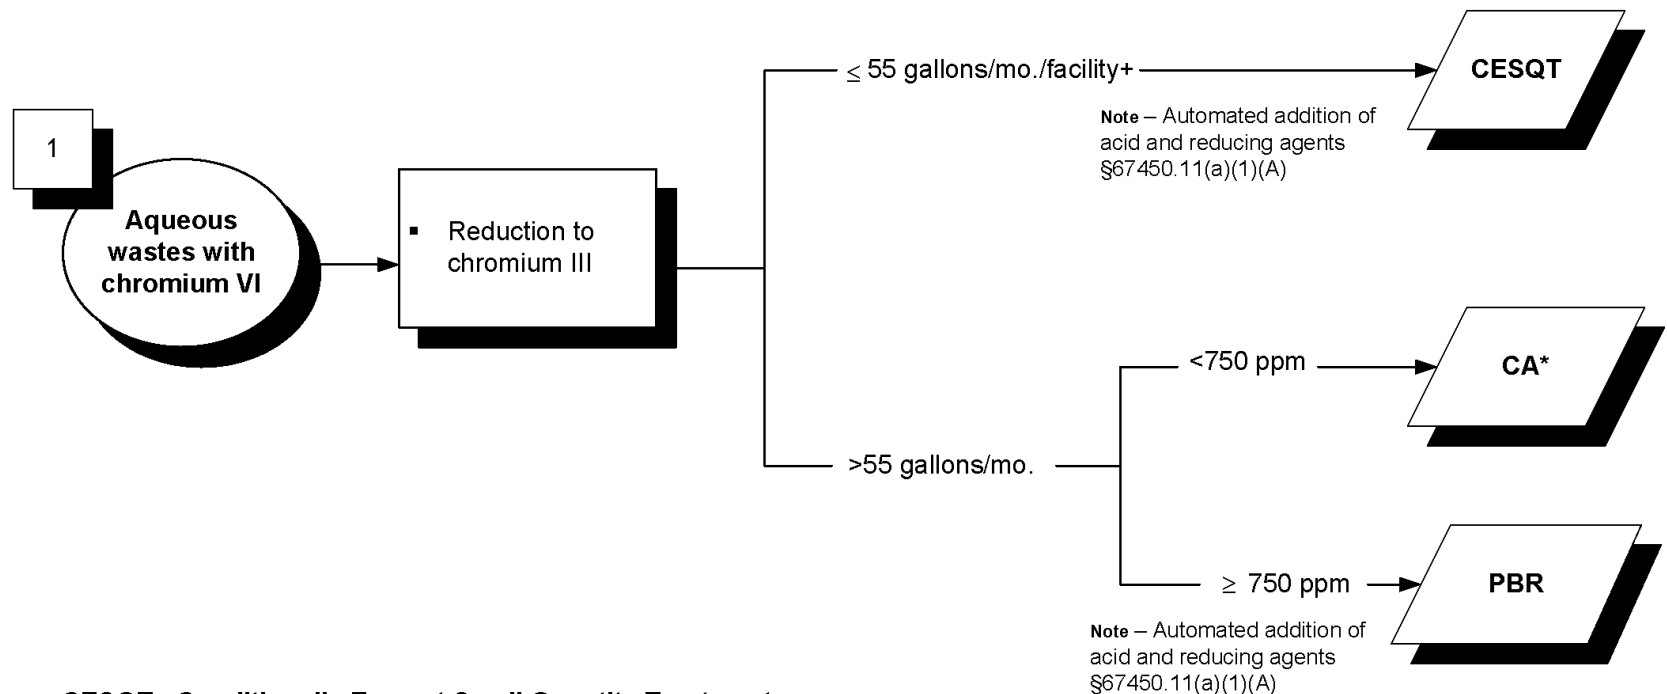 1
Aqueous
wastes with
chromium VI
▪ Reduction to
chromium III
≤ 55 gallons/mo./facility+
Note – Automated addition of
acid and reducing agents
§67450.11(a)(1)(A)
CESQT
>55 gallons/mo.
<750 ppm
CA*
≥ 750 ppm
PBR
Note – Automated addition of
acid and reducing agents
§67450.11(a)(1)(A)